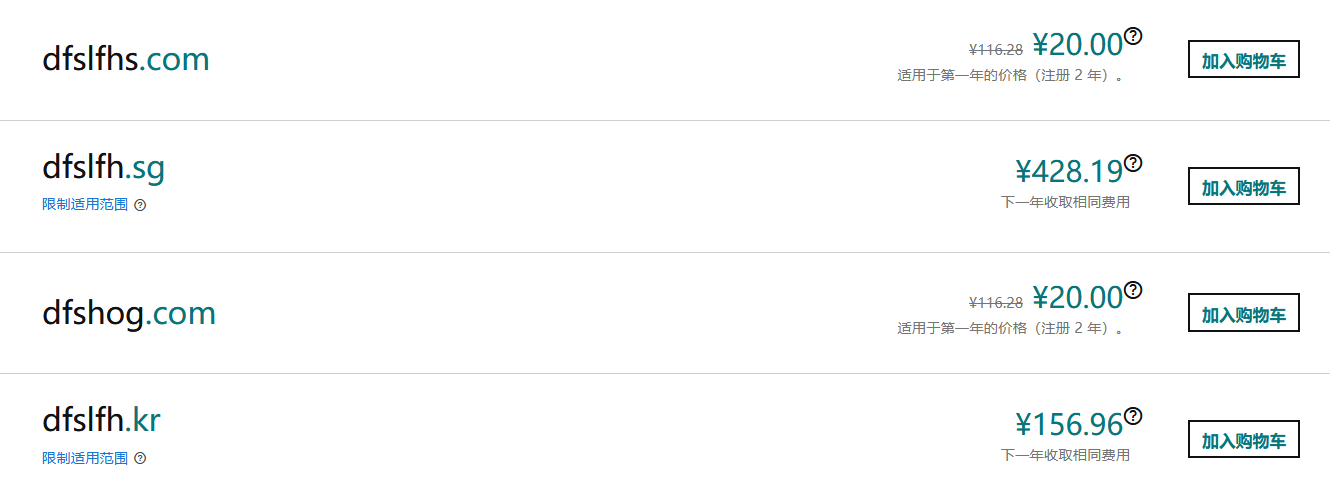 dfslfhs.com
¥116.28 ¥20.00
适用于第一年的价格（注册 2 年）。
加入购物车
dfslfh.sg
限制适用范围
¥428.19
下一年收取相同费用
加入购物车
dfshog.com
¥116.28 ¥20.00
适用于第一年的价格（注册 2 年）。
加入购物车
dfslfh.kr
限制适用范围
¥156.96
下一年收取相同费用
加入购物车